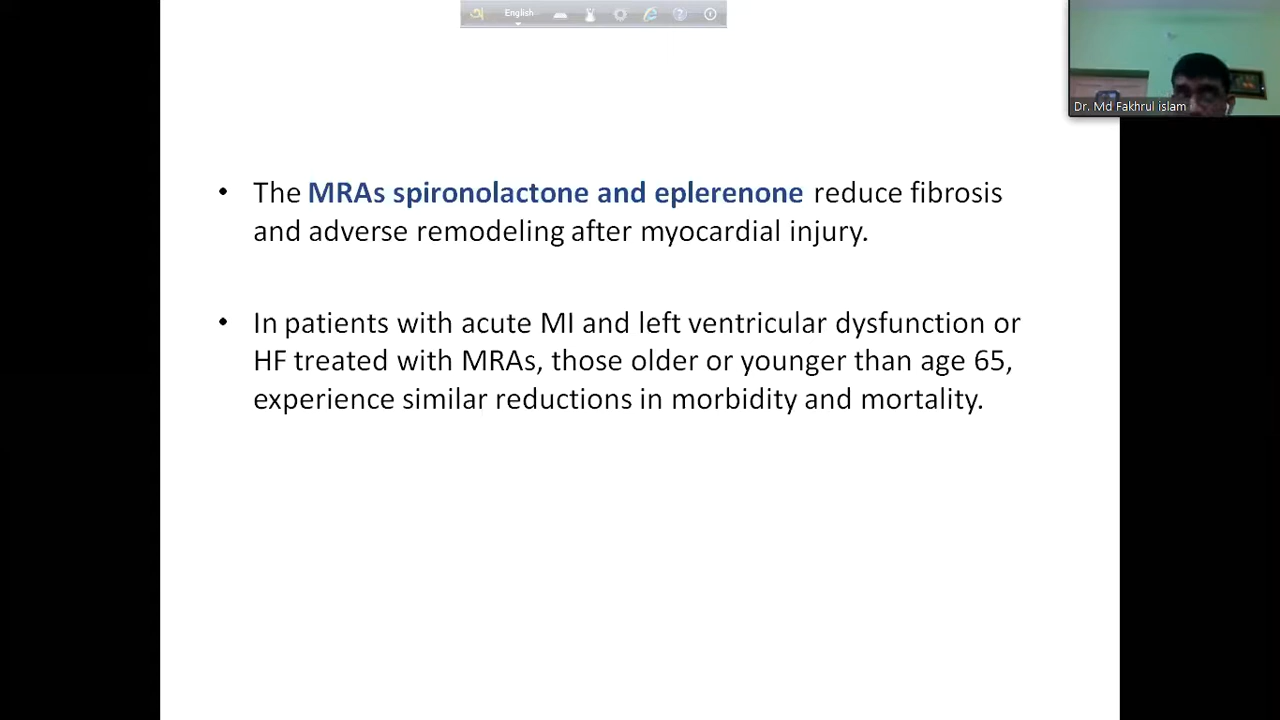 অ English
Dr. Md Fakhrul islam
• The MRAs spironolactone and eplerenone reduce fibrosis
and adverse remodeling after myocardial injury.
• In patients with acute MI and left ventricular dysfunction or
HF treated with MRAs, those older or younger than age 65,
experience similar reductions in morbidity and mortality.